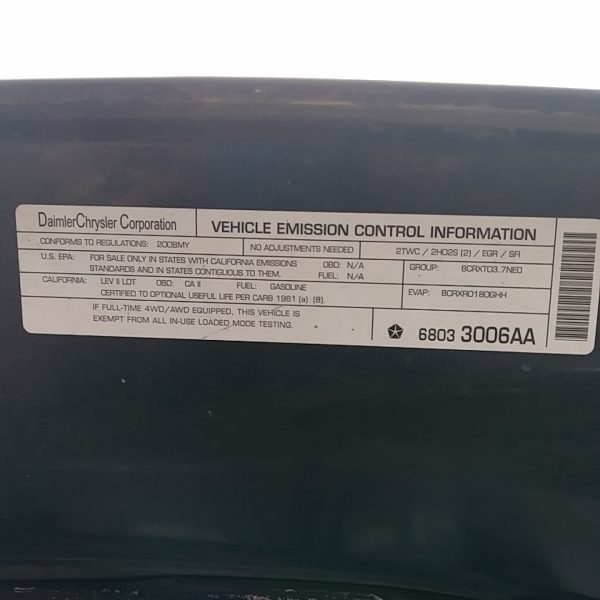 DaimlerChrysler Corporation
VEHICLE EMISSION CONTROL INFORMATION
CONFORMS TO REGULATIONS: 2008MY
NO ADJUSTMENTS NEEDED
2TWC / 2HO2S (2) / EGR / SFI
U.S. EPA: FOR SALE ONLY IN STATES WITH CALIFORNIA EMISSIONS OBD: N/A
STANDARDS AND IN STATES OF INTENDED USE. FUEL: N/A
GROUP: 8CRXT03.7NE0
CALIFORNIA: LEV II LDT OBD: CA II FUEL: GASOLINE
CERTIFIED TO OPTIONAL USEFUL LIFE PER CARB 1961 (a) (8).
EVAP: 8CRXR0180GHH
IF FULL-TIME 4WD/AWD EQUIPPED, THIS VEHICLE IS
EXEMPT FROM ALL IN-USE LOADED MODE TESTING.
6803 3006AA